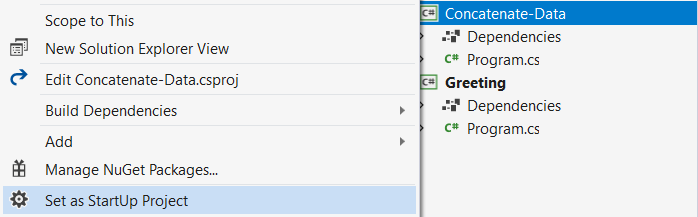 Scope to This
New Solution Explorer View
Edit Concatenate-Data.csproj
Build Dependencies
Add
Manage NuGet Packages...
Set as StartUp Project
C# Concatenate-Data
Dependencies
C# Program.cs
C# Greeting
Dependencies
C# Program.cs